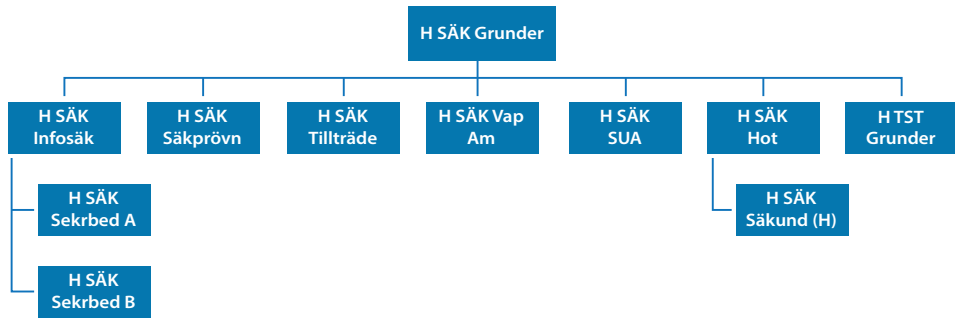 H SÄK Grunder
H SÄK
Infosäk
H SÄK
Säkprövn
H SÄK
Tillträde
H SÄK Vap
Am
H SÄK
SUA
H SÄK
Hot
H TST
Grunder
H SÄK
Sekrbed A
H SÄK
Säkund (H)
H SÄK
Sekrbed B